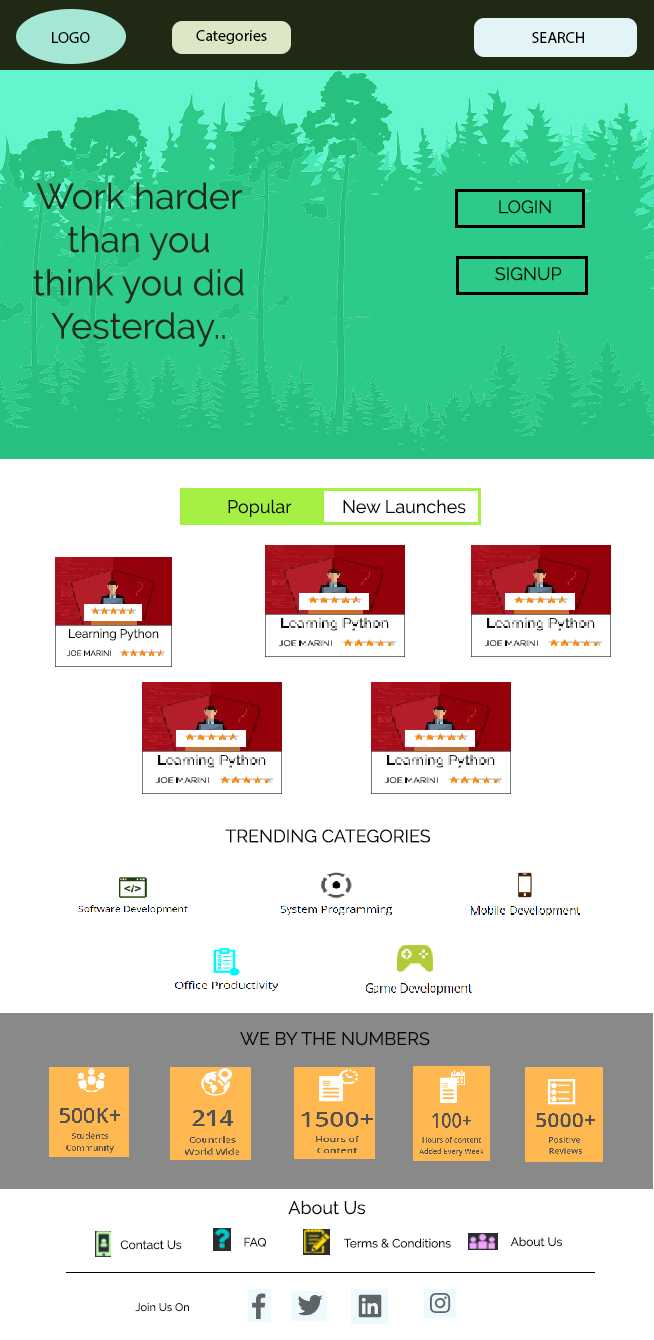 LOGO
Categories
SEARCH
Work harder
than you
think you did
Yesterday..
LOGIN
SIGNUP
Popular
New Launches
Learning Python
JOE MARINI
Learning Python
JOE MARINI
Learning Python
JOE MARINI
Learning Python
JOE MARINI
Learning Python
JOE MARINI
TRENDING CATEGORIES
Software Development
System Programming
Mobile Development
Office Productivity
Game Development
WE BY THE NUMBERS
500K+
Students
Community
214
Countries
World Wide
1500+
Hours of
Content
100+
Hours of content
Added Every Week
5000+
Positive
Reviews
About Us
Contact Us
FAQ
Terms & Conditions
About Us
Join Us On